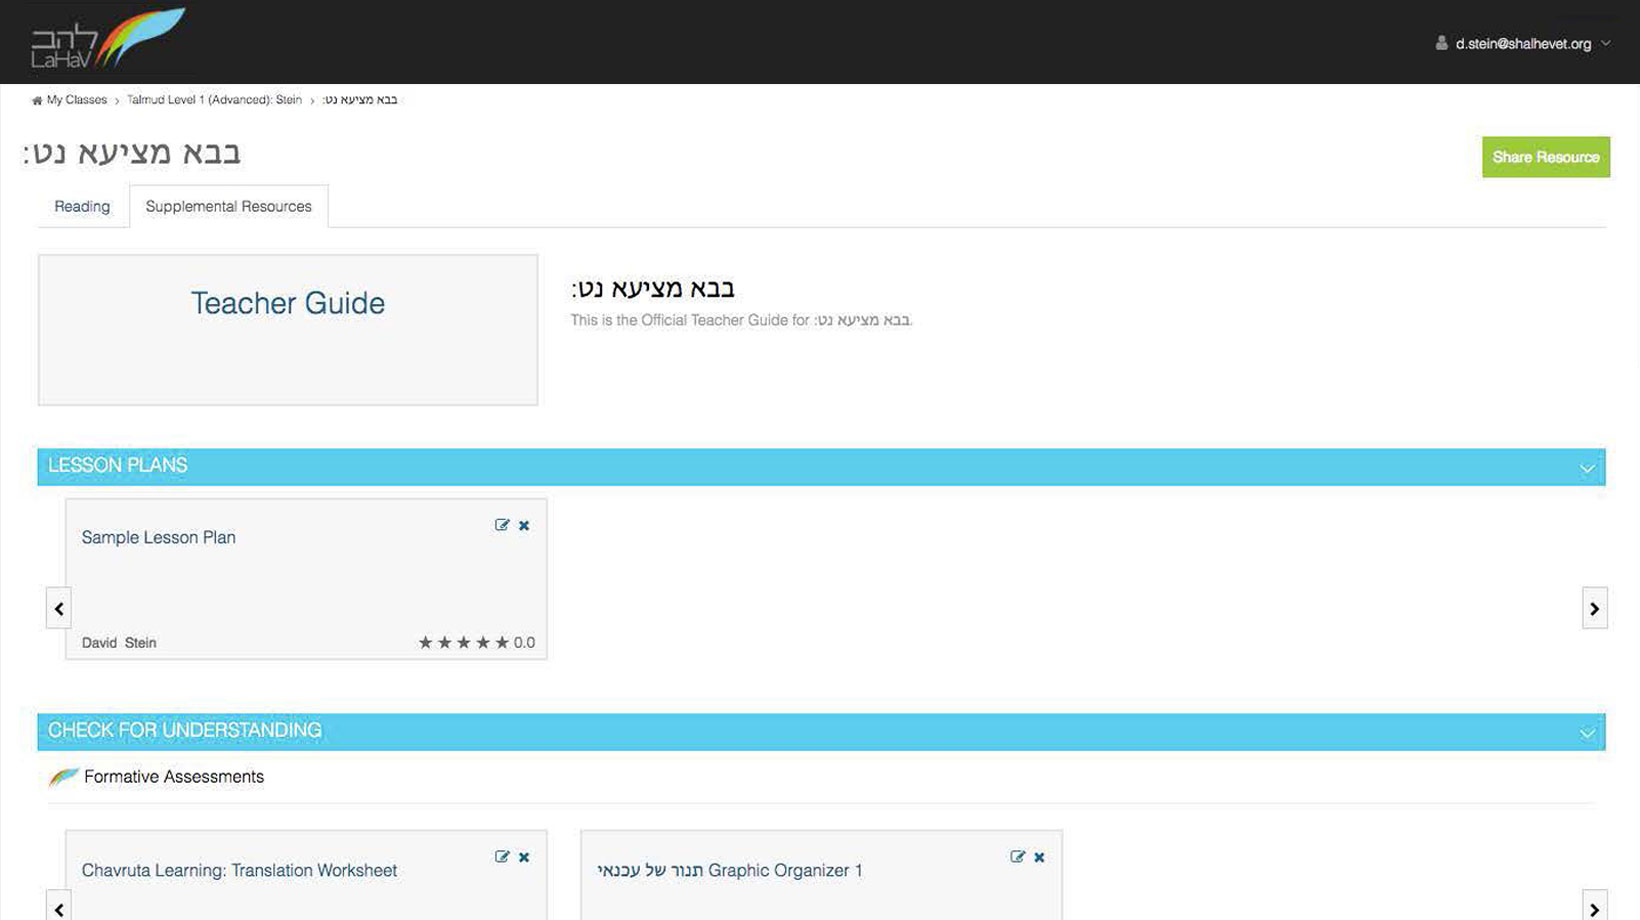 להב
LaHaV
d.stein@shalhevet.org
My Classes › Talmud Level 1 (Advanced): Stein › בבא מציעא נט:
בבא מציעא נט:
Share Resource
Reading
Supplemental Resources
Teacher Guide
בבא מציעא נט:
This is the Official Teacher Guide for בבא מציעא נט:.
LESSON PLANS
Sample Lesson Plan
David Stein
★★★★★ 0.0
CHECK FOR UNDERSTANDING
Formative Assessments
Chavruta Learning: Translation Worksheet
תנור של עכנאי Graphic Organizer 1